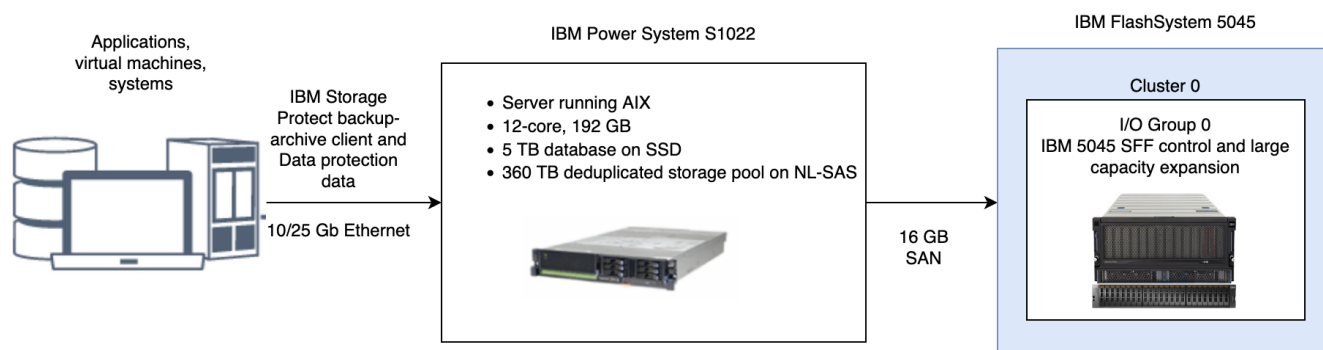 Applications,
virtual machines,
systems
IBM Storage
Protect backup-
archive client and
Data protection
data
10/25 Gb Ethernet
IBM Power System S1022
• Server running AIX
• 12-core, 192 GB
• 5 TB database on SSD
• 360 TB deduplicated storage pool on NL-SAS
16 GB
SAN
IBM FlashSystem 5045
Cluster 0
I/O Group 0
IBM 5045 SFF control and large
capacity expansion